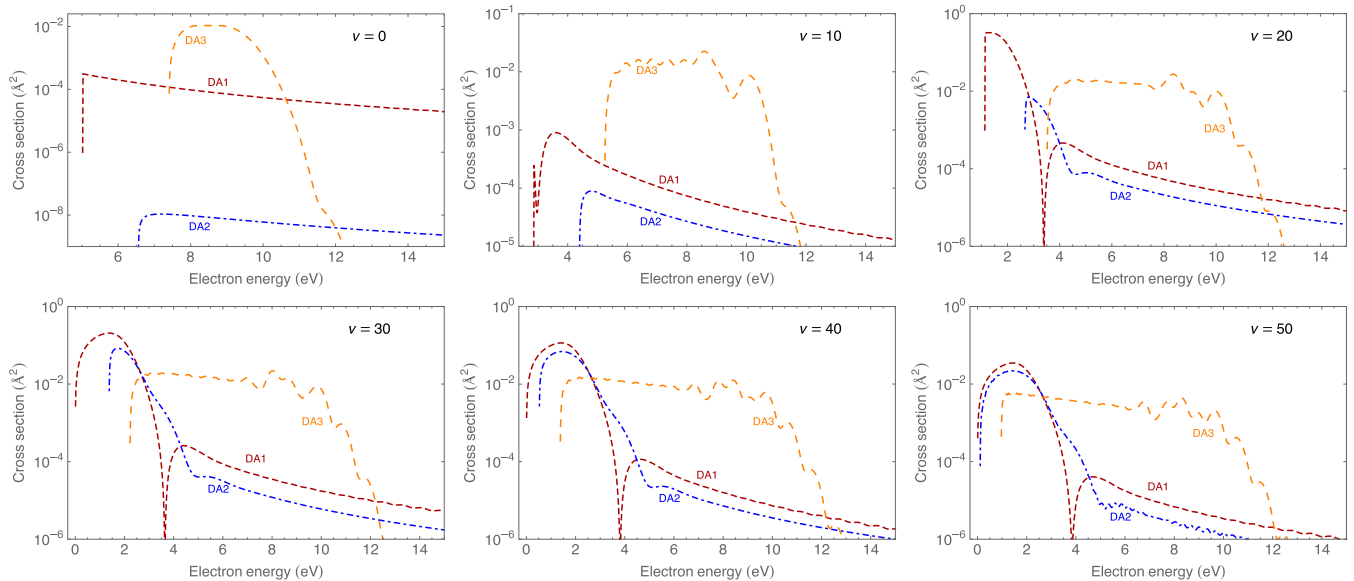 v = 0
10⁻²
10⁻⁴
10⁻⁶
10⁻⁸
Cross section (Å²)
DA3
DA1
DA2
6 8 10 12 14
Electron energy (eV)
v = 10
10⁰
10⁻¹
10⁻²
10⁻³
10⁻⁴
10⁻⁵
Cross section (Å²)
DA3
DA1
DA2
4 6 8 10 12 14
Electron energy (eV)
v = 20
10⁰
10⁻²
10⁻⁴
10⁻⁶
Cross section (Å²)
DA3
DA1
DA2
2 4 6 8 10 12 14
Electron energy (eV)
v = 30
10⁰
10⁻²
10⁻⁴
10⁻⁶
Cross section (Å²)
DA3
DA1
DA2
0 2 4 6 8 10 12 14
Electron energy (eV)
v = 40
10⁰
10⁻²
10⁻⁴
10⁻⁶
Cross section (Å²)
DA3
DA1
DA2
0 2 4 6 8 10 12 14
Electron energy (eV)
v = 50
10⁰
10⁻²
10⁻⁴
10⁻⁶
Cross section (Å²)
DA3
DA1
DA2
0 2 4 6 8 10 12 14
Electron energy (eV)